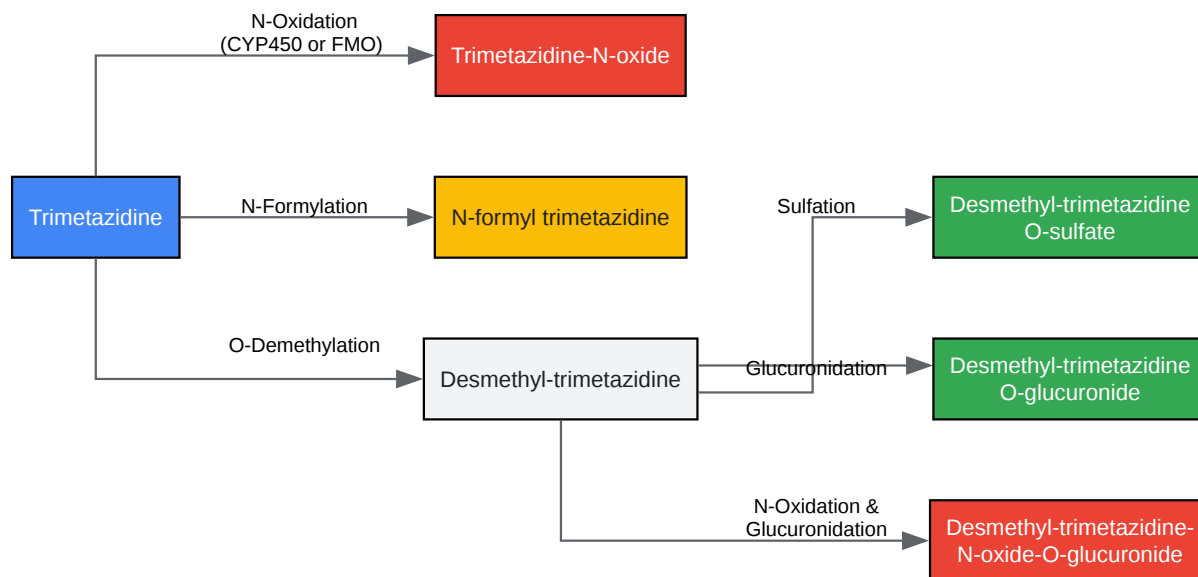 N-Oxidation
(CYP450 or FMO)
Trimetazidine-N-oxide
Trimetazidine
N-Formylation
N-formyl trimetazidine
Sulfation
Desmethyl-trimetazidine
O-sulfate
O-Demethylation
Desmethyl-trimetazidine
Glucuronidation
Desmethyl-trimetazidine
O-glucuronide
N-Oxidation &
Glucuronidation
Desmethyl-trimetazidine-
N-oxide-O-glucuronide